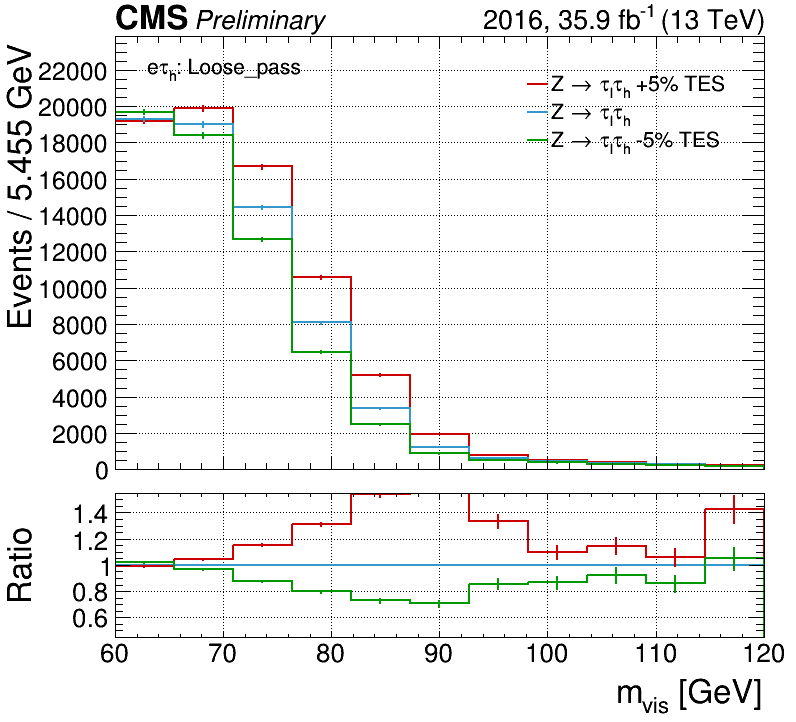 CMS Preliminary 2016, 35.9 fb⁻¹ (13 TeV)
eτₕ: Loose_pass
Z → τₗτₕ +5% TES
Z → τₗτₕ
Z → τₗτₕ -5% TES
Events / 5.455 GeV
22000
20000
18000
16000
14000
12000
10000
8000
6000
4000
2000
0
Ratio
1.4
1.2
1
0.8
0.6
60 70 80 90 100 110 120
m_vis [GeV]